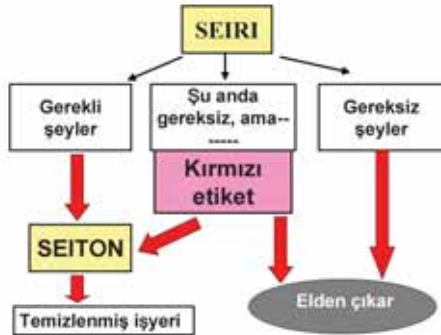 SEIRI
Gerekli
şeyler
Şu anda
gereksiz, ama--
-----
Gereksiz
şeyler
Kırmızı
etiket
SEITON
Elden çıkar
Temizlenmiş işyeri